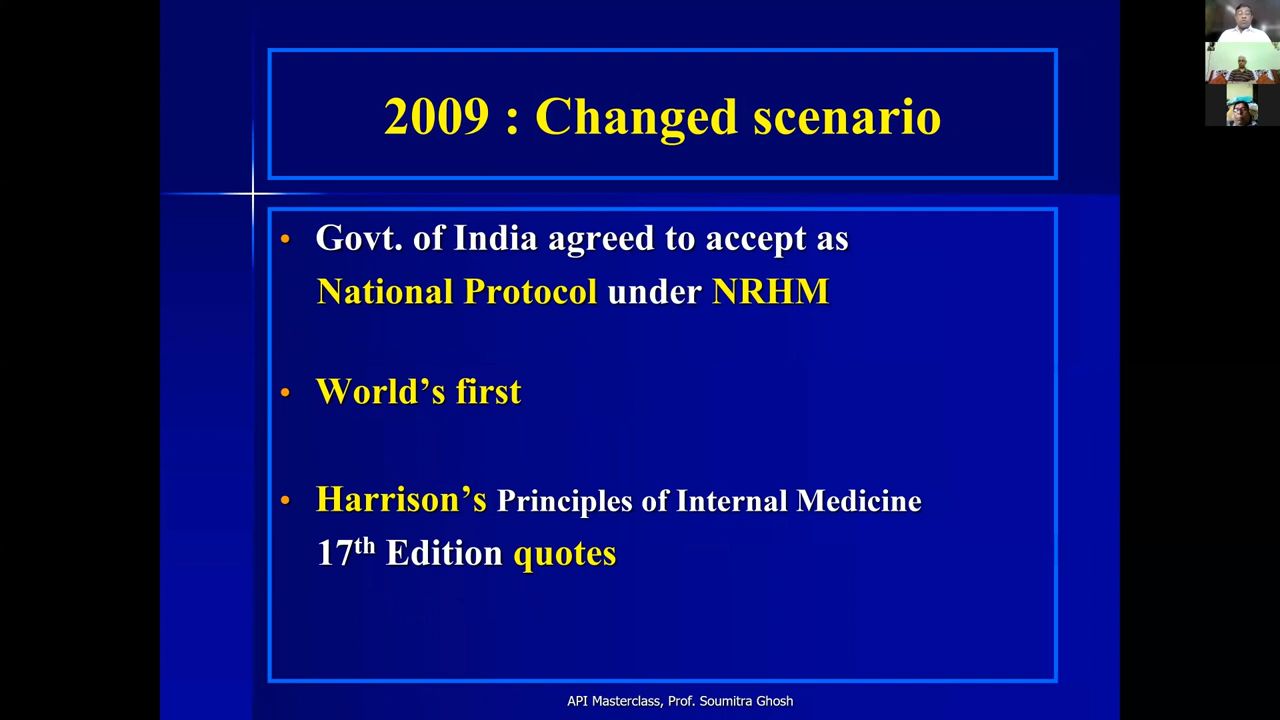 2009 : Changed scenario
• Govt. of India agreed to accept as
National Protocol under NRHM
• World’s first
• Harrison’s Principles of Internal Medicine
17th Edition quotes
API Masterclass, Prof. Soumitra Ghosh